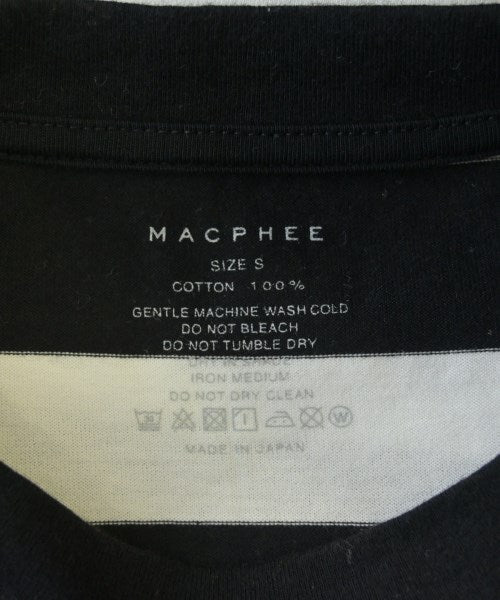 MACPHEE
SIZE S
COTTON 100%
GENTLE MACHINE WASH COLD
DO NOT BLEACH
DO NOT TUMBLE DRY
IRON MEDIUM
DO NOT DRY CLEAN
W
MADE IN JAPAN